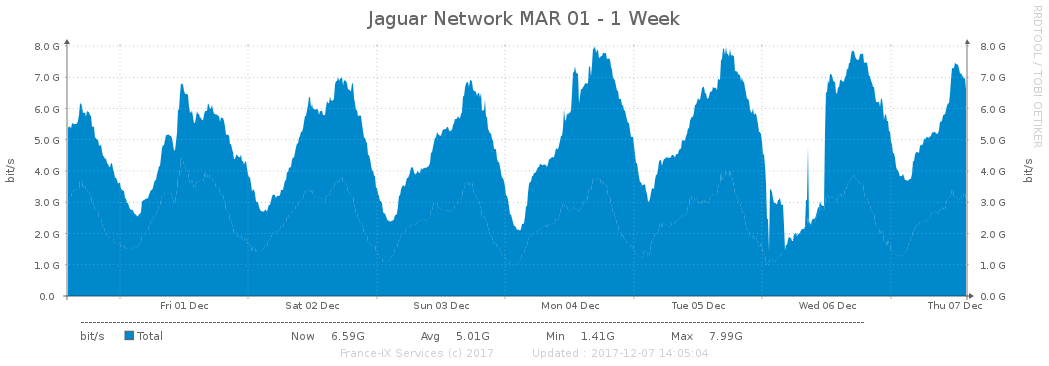 Jaguar Network MAR 01 - 1 Week
RRDTOOL / TOBI OETIKER
8.0 G 8.0 G
7.0 G 7.0 G
6.0 G 6.0 G
5.0 G 5.0 G
4.0 G 4.0 G
3.0 G 3.0 G
2.0 G 2.0 G
1.0 G 1.0 G
0.0 0.0 G
bit/s
bit/s
Fri 01 Dec Sat 02 Dec Sun 03 Dec Mon 04 Dec Tue 05 Dec Wed 06 Dec Thu 07 Dec
bit/s Total Now 6.59G Avg 5.01G Min 1.41G Max 7.99G
France-IX Services (c) 2017 Updated : 2017-12-07 14:05:04